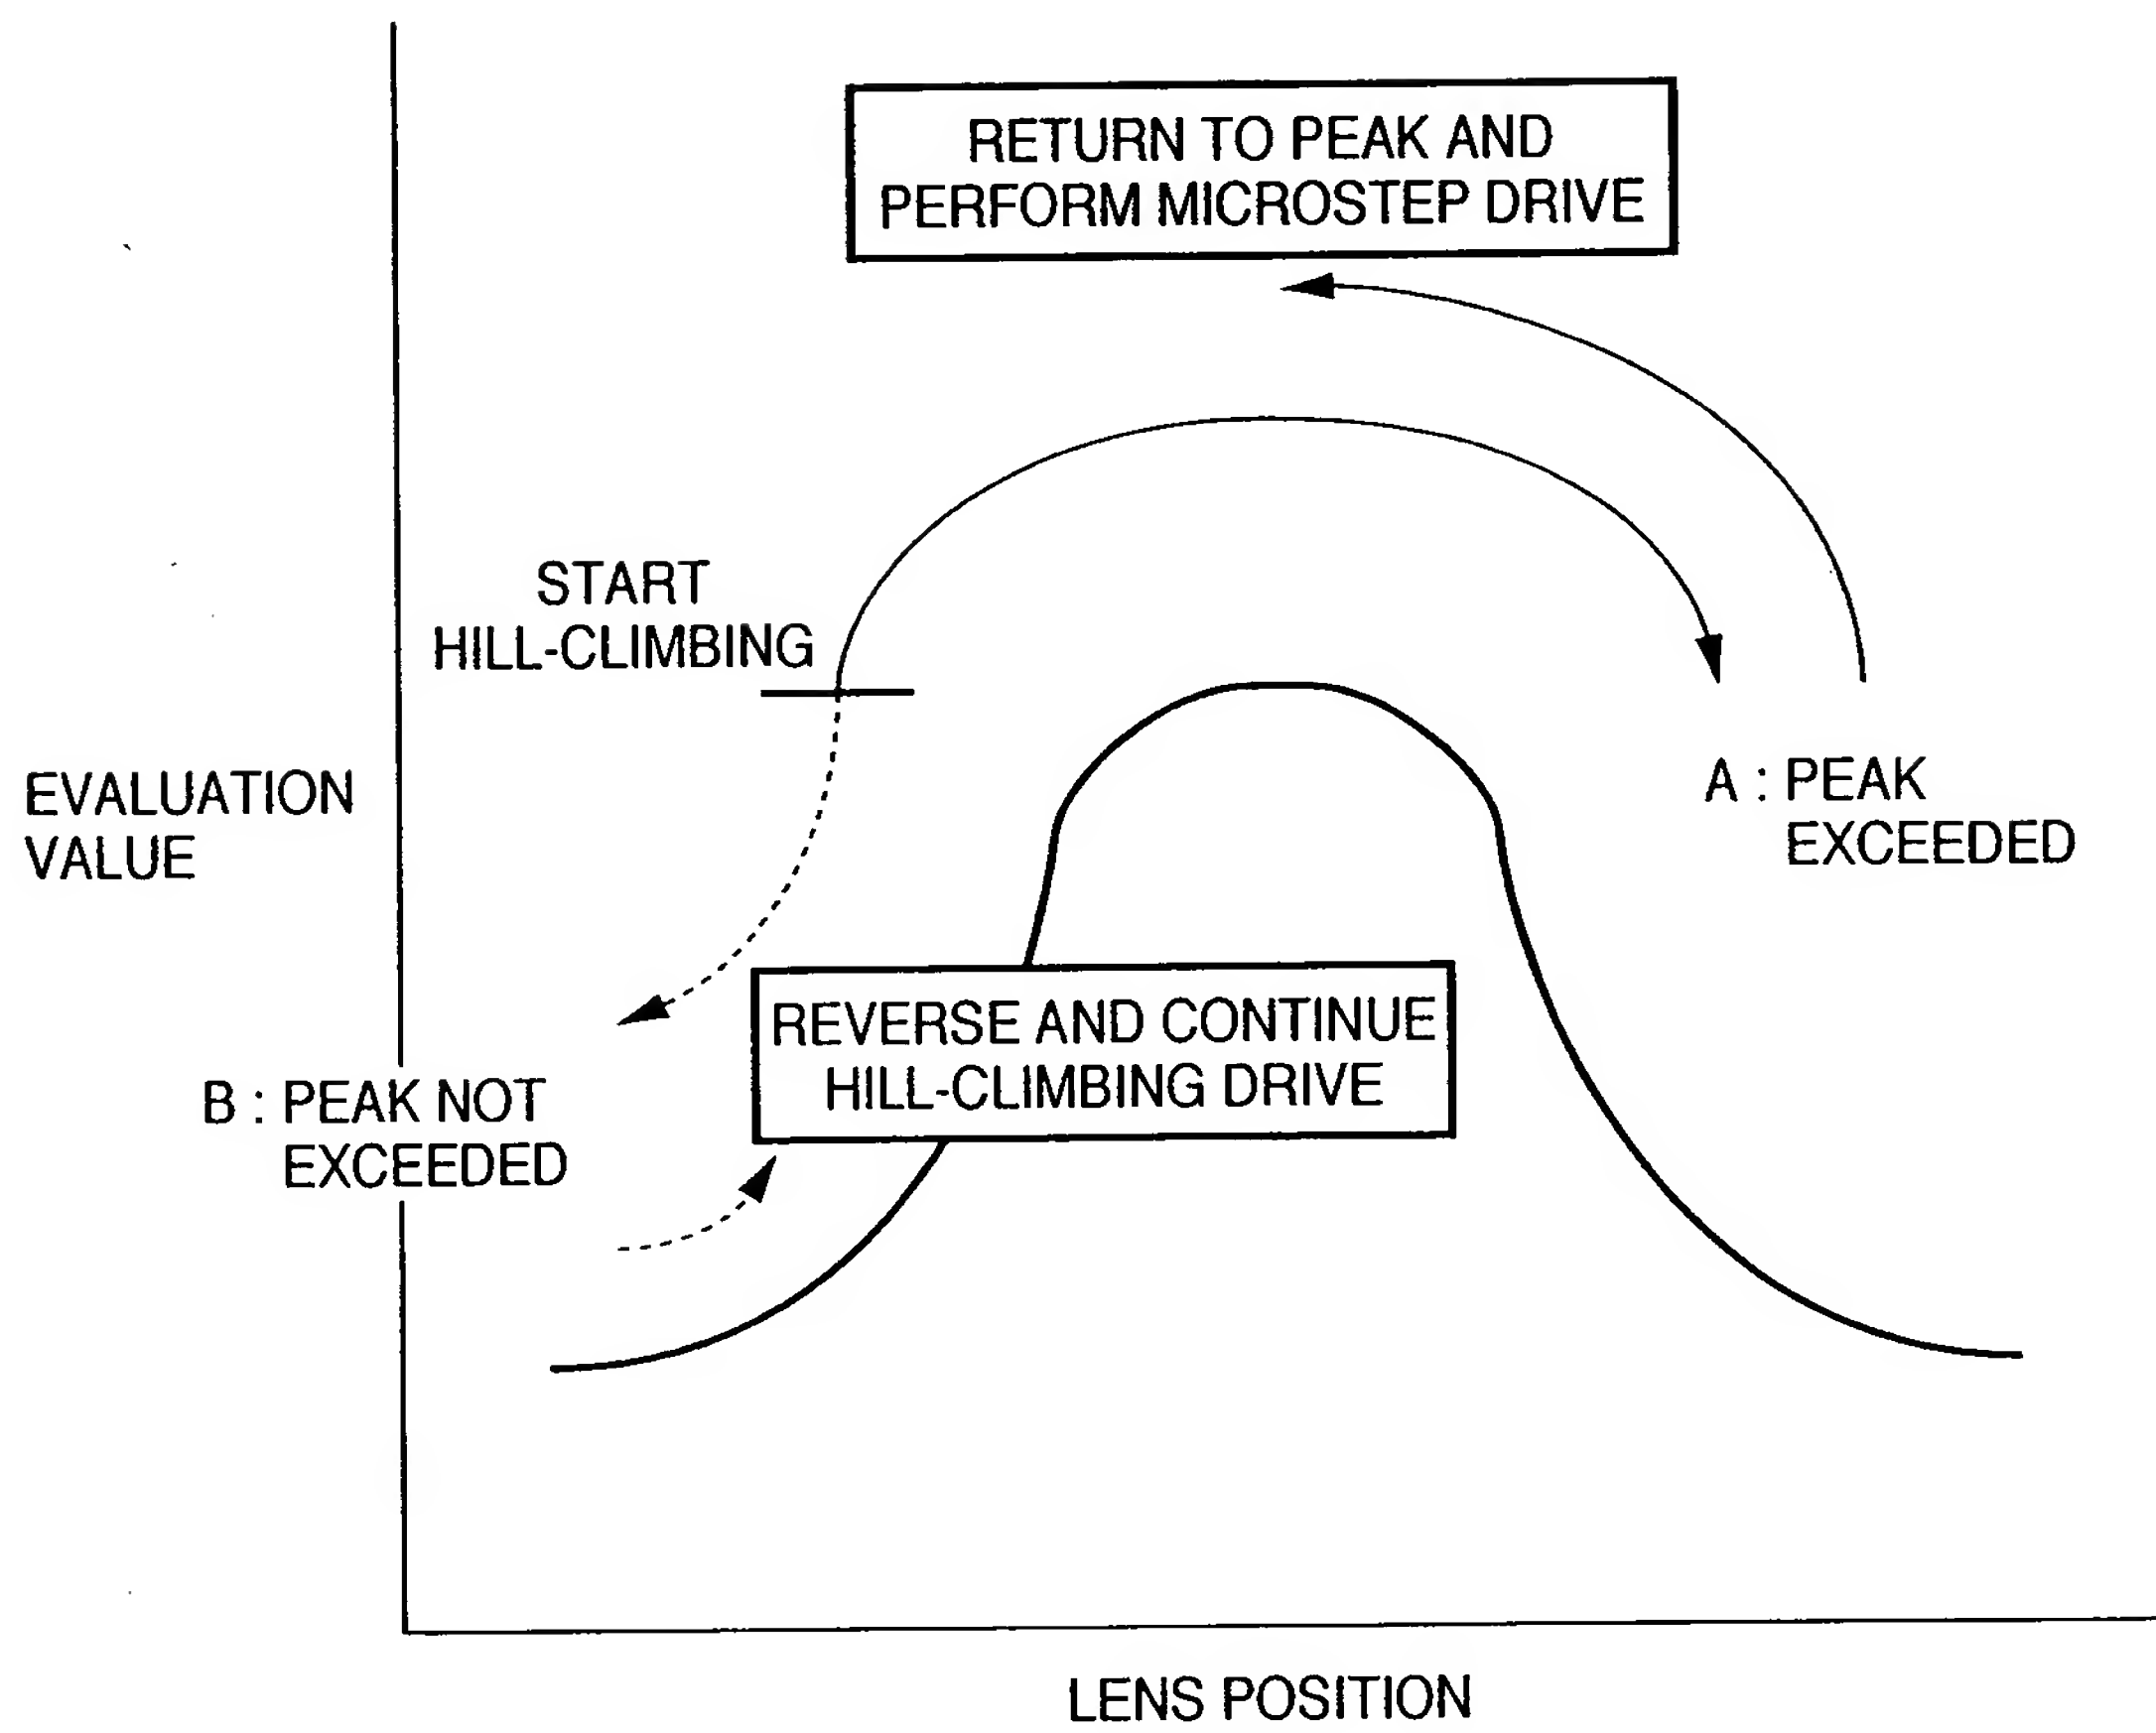 RETURN TO PEAK AND
PERFORM MICROSTEP DRIVE
START
HILL-CLIMBING
EVALUATION
VALUE
A : PEAK
EXCEEDED
REVERSE AND CONTINUE
HILL-CLIMBING DRIVE
B : PEAK NOT
EXCEEDED
LENS POSITION